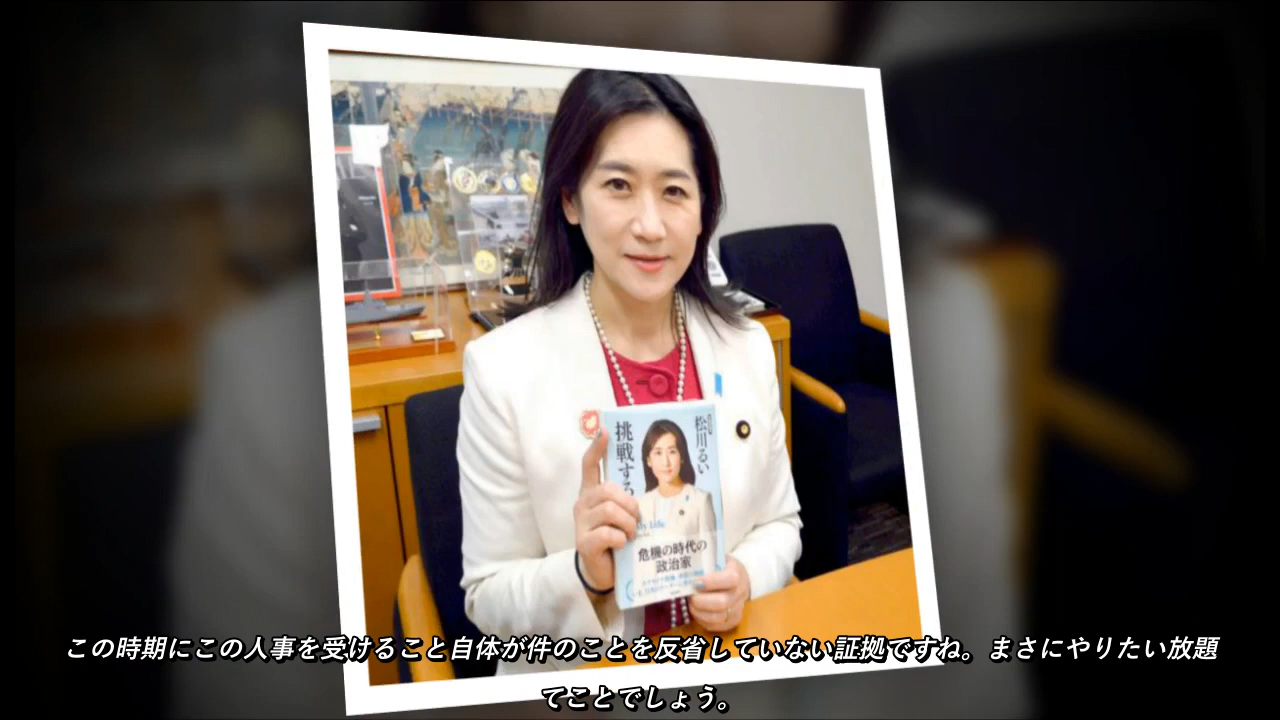 松川るい
挑戦する
My Life
危機の時代の
政治家
この時期にこの人事を受けること自体が件のことを反省していない証拠ですね。まさにやりたい放題
てことでしょう。